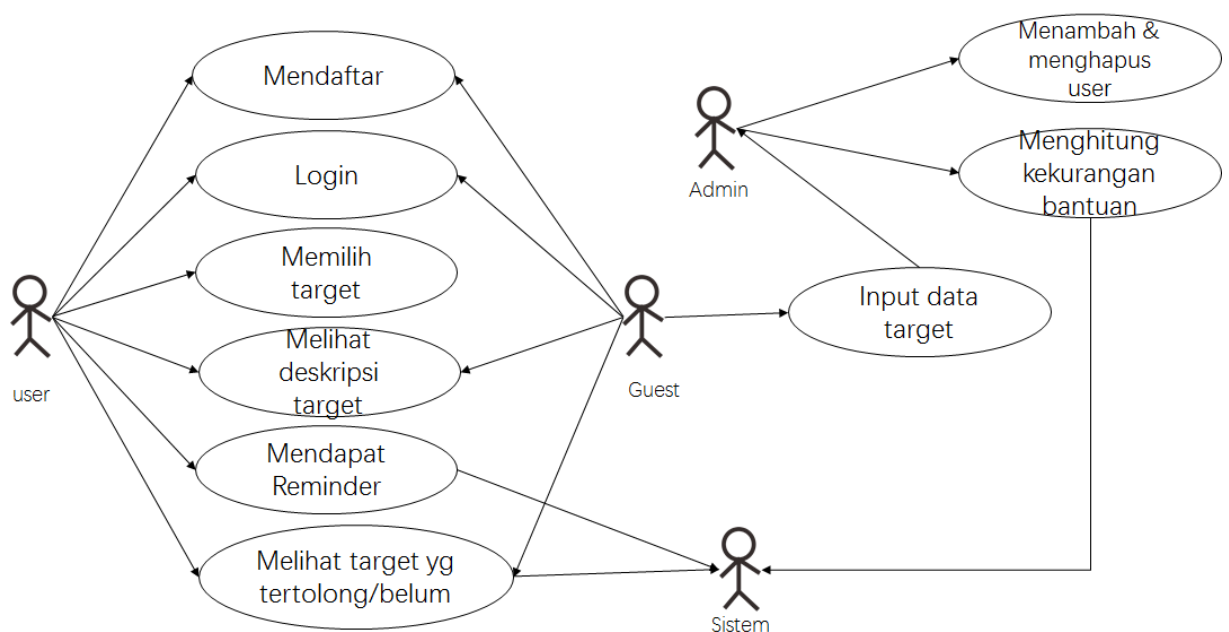 Mendaftar
Login
Memilih
target
Melihat
deskripsi
target
Mendapat
Reminder
Melihat target yg
tertolong/belum
user
Guest
Admin
Menambah &
menghapus
user
Menghitung
kekurangan
bantuan
Input data
target
Sistem